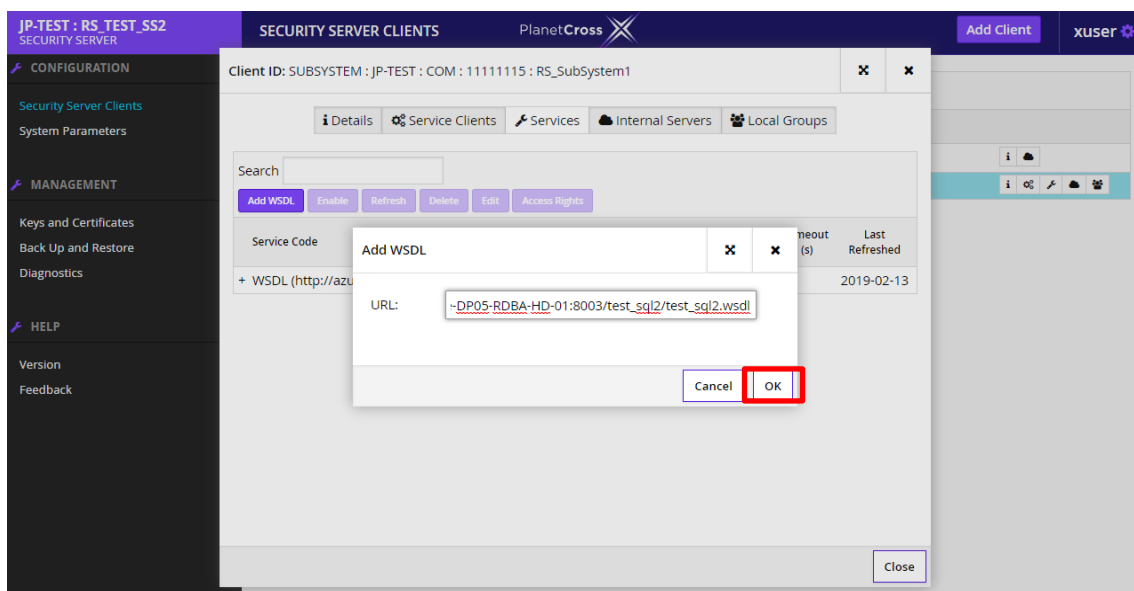 JP-TEST : RS_TEST_SS2
SECURITY SERVER
SECURITY SERVER CLIENTS
PlanetCross
Add Client
xuser
CONFIGURATION
Security Server Clients
System Parameters
MANAGEMENT
Keys and Certificates
Back Up and Restore
Diagnostics
HELP
Version
Feedback
Client ID: SUBSYSTEM : JP-TEST : COM : 11111115 : RS_SubSystem1
Details Service Clients Services Internal Servers Local Groups
Search
Add WSDL Enable Refresh Delete Edit Access Rights
Service Code
(s)
Last Refreshed
+ WSDL (http://azu
2019-02-13
Add WSDL
URL:
-DP05-RDBA-HD-01:8003/test_sql2/test_sql2.wsdl
Cancel OK
Close